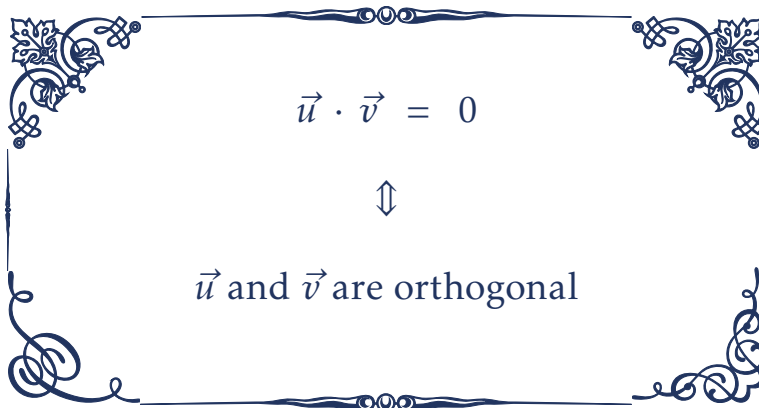 u⃗ · v⃗ = 0
⇕
u⃗ and v⃗ are orthogonal